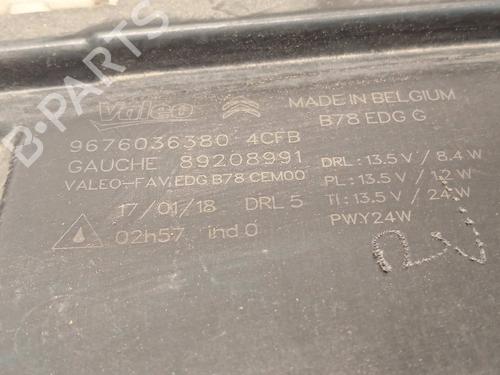 Valeo
MADE IN BELGIUM
B78 EDG G
9676036380 4CFB
GAUCHE 89208991
VALEO-FAV.EDG B78 CEM00
DRL : 13.5 V / 8.4 W
PL : 13.5 V / 1.2 W
TI : 13.5 V / 24 W
PWY24W
17/01/18 DRL 5
02h57 ind.0
B-PARTS